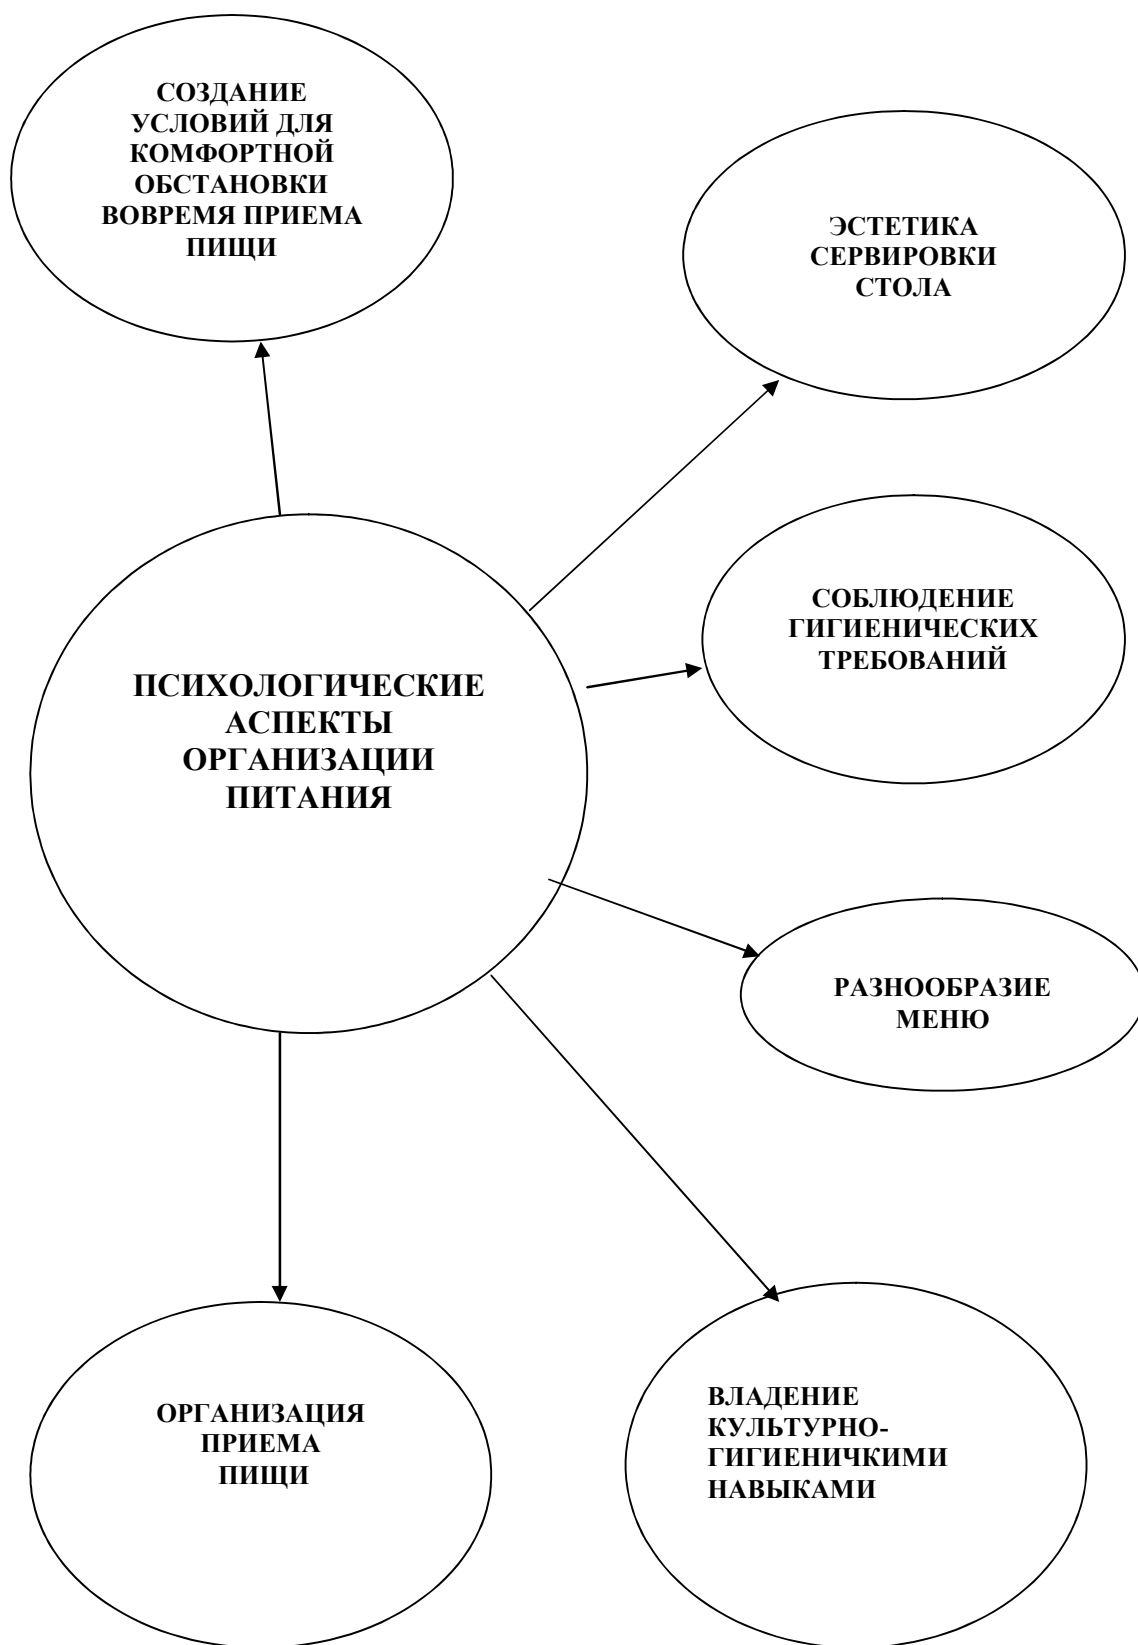 СОЗДАНИЕ
УСЛОВИЙ ДЛЯ
КОМФОРТНОЙ
ОБСТАНОВКИ
ВОВРЕМЯ ПРИЕМА
ПИЩИ
ЭСТЕТИКА
СЕРВИРОВКИ
СТОЛА
СОБЛЮДЕНИЕ
ГИГИЕНИЧЕСКИХ
ТРЕБОВАНИЙ
ПСИХОЛОГИЧЕСКИЕ
АСПЕКТЫ
ОРГАНИЗАЦИИ
ПИТАНИЯ
РАЗНООБРАЗИЕ
МЕНЮ
ОРГАНИЗАЦИЯ
ПРИЕМА
ПИЩИ
ВЛАДЕНИЕ
КУЛЬТУРНО-
ГИГИЕНИЧКИМИ
НАВЫКАМИ